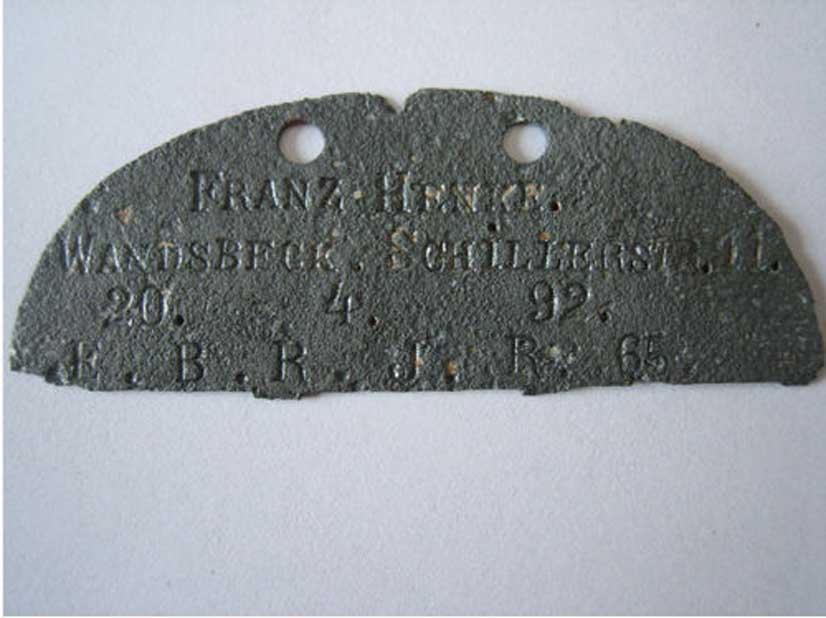 FRANZ HENKE.
WANDSBECK. SCHILLERSTR. 11.
20. 4. 92.
E. B. R. J. R. 65